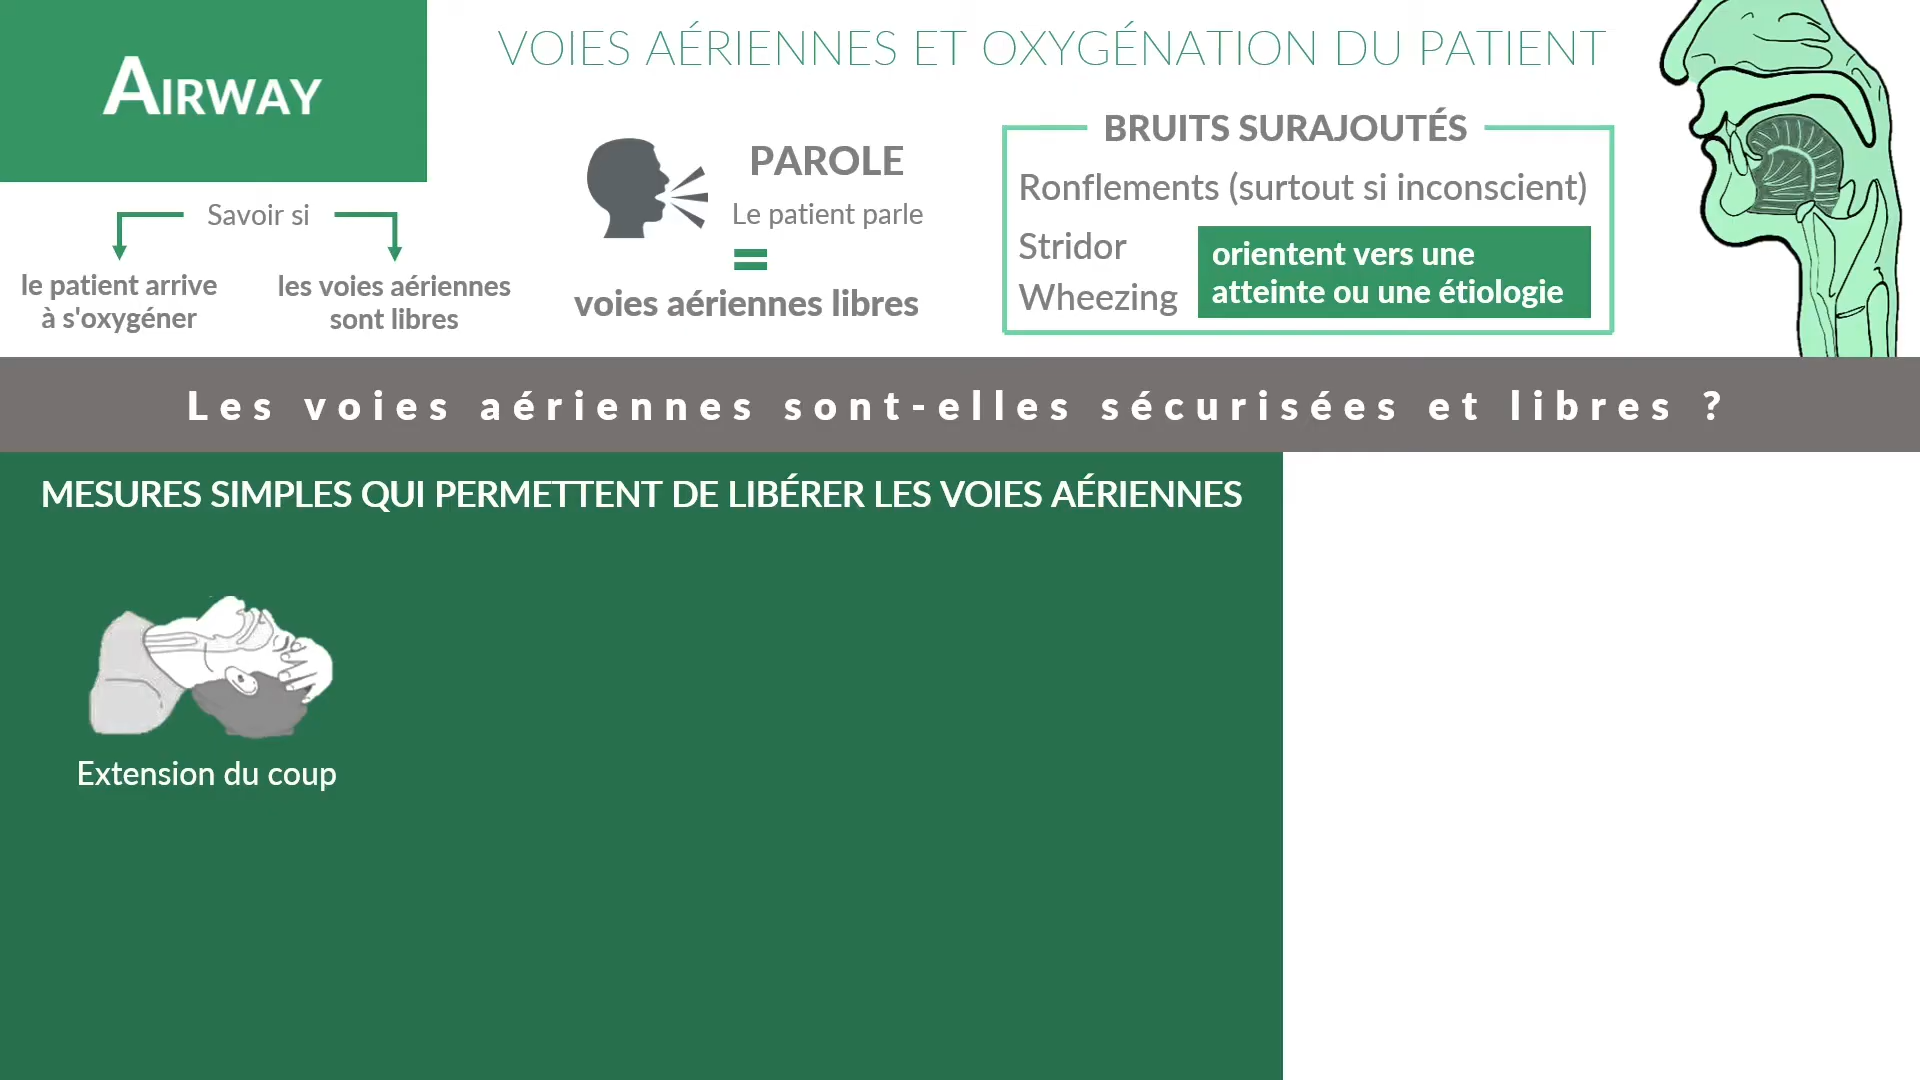 AIRWAY
VOIES AÉRIENNES ET OXYGÉNATION DU PATIENT
Savoir si
le patient arrive
à s'oxygéner
les voies aériennes
sont libres
PAROLE
Le patient parle
=
voies aériennes libres
BRUITS SURAJOUTÉS
Ronflements (surtout si inconscient)
Stridor
Wheezing
orientent vers une
atteinte ou une étiologie
Les voies aériennes sont-elles sécurisées et libres ?
MESURES SIMPLES QUI PERMETTENT DE LIBÉRER LES VOIES AÉRIENNES
Extension du coup